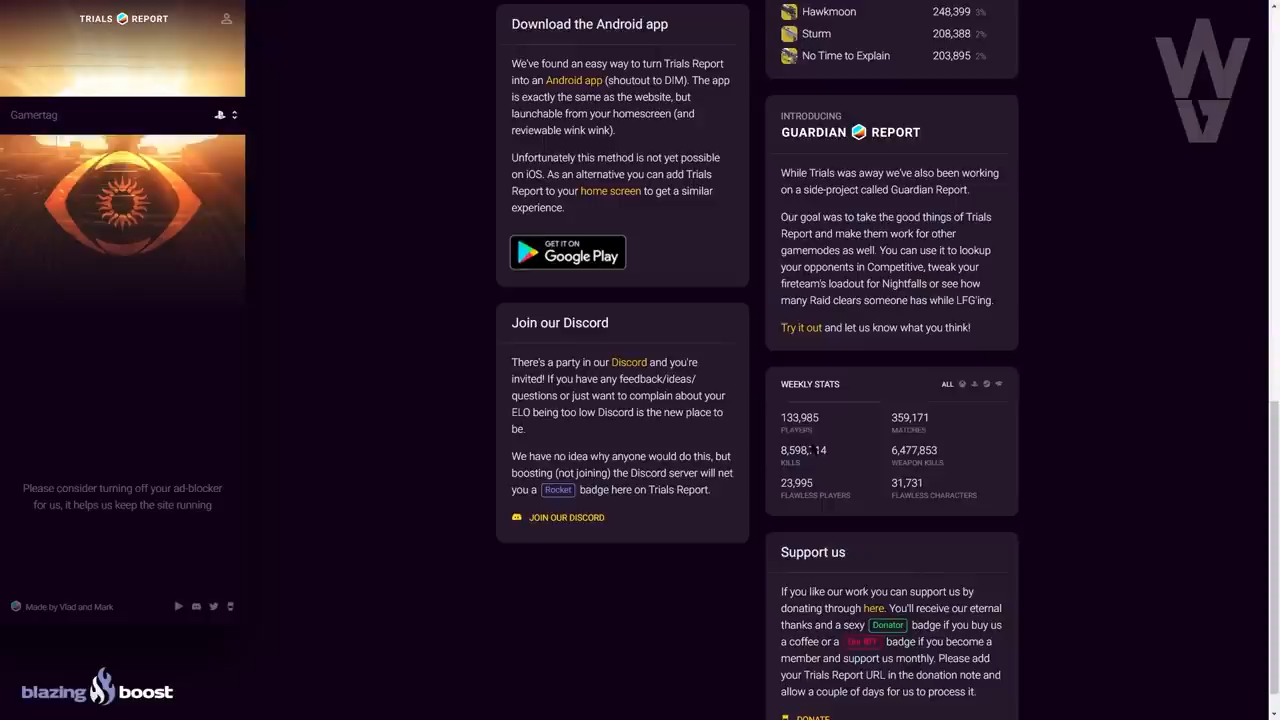 TRIALS REPORT
Gamertag
Please consider turning off your ad-blocker
for us, it helps us keep the site running
Made by Vlad and Mark
blazing boost
Download the Android app
We've found an easy way to turn Trials Report
into an Android app (shoutout to DIM). The app
is exactly the same as the website, but
launchable from your homescreen (and
reviewable wink wink).
Unfortunately this method is not yet possible
on iOS. As an alternative you can add Trials
Report to your home screen to get a similar
experience.
GET IT ON
Google Play
Join our Discord
There's a party in our Discord and you're
invited! If you have any feedback/ideas/
questions or just want to complain about your
ELO being too low Discord is the new place to
be.
We have no idea why anyone would do this, but
boosting (not joining) the Discord server will net
you a Rocket badge here on Trials Report.
JOIN OUR DISCORD
Hawkmoon 248,399 3%
Sturm 208,388 2%
No Time to Explain 203,895 2%
INTRODUCING
GUARDIAN REPORT
While Trials was away we've also been working
on a side-project called Guardian Report.
Our goal was to take the good things of Trials
Report and make them work for other
gamemodes as well. You can use it to lookup
your opponents in Competitive, tweak your
fireteam's loadout for Nightfalls or see how
many Raid clears someone has while LFG'ing.
Try it out and let us know what you think!
WEEKLY STATS ALL
133,985 359,171
PLAYERS MATCHES
6,477,853
KILLS WEAPON KILLS
23,995 31,731
FLAWLESS PLAYERS FLAWLESS CHARACTERS
Support us
If you like our work you can support us by
donating through here. You'll receive our eternal
thanks and a sexy Donator badge if you buy us
a coffee or a badge if you become a
member and support us monthly. Please add
your Trials Report URL in the donation note and
allow a couple of days for us to process it.
DONATE
WG